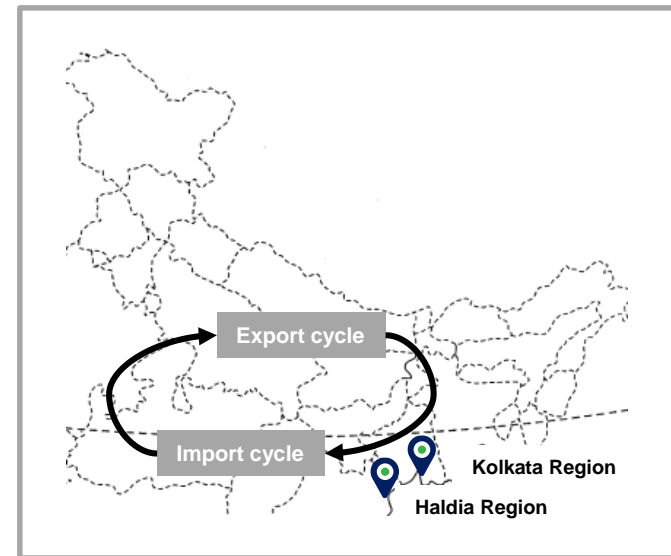 Export cycle
Import cycle
Kolkata Region
Haldia Region